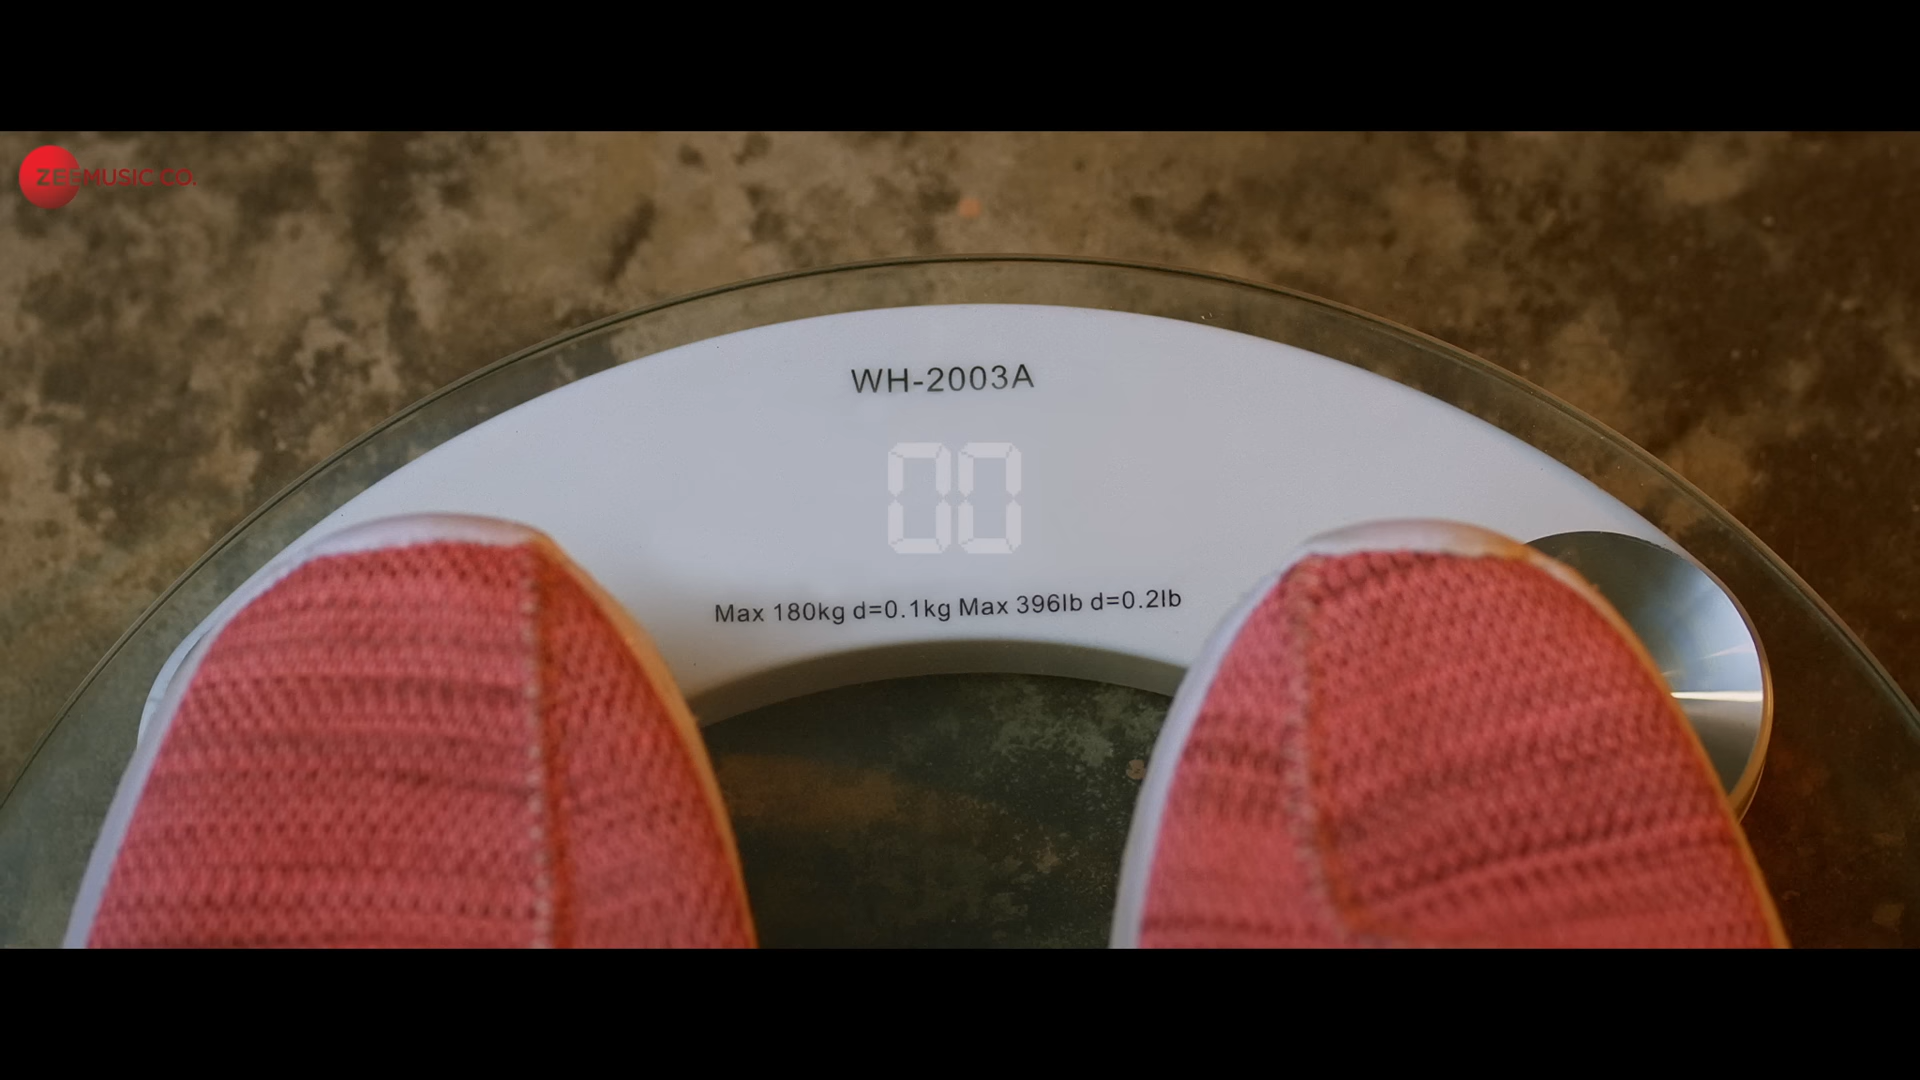 ZEE MUSIC CO.
WH-2003A
00
Max 180kg d=0.1kg Max 396lb d=0.2lb